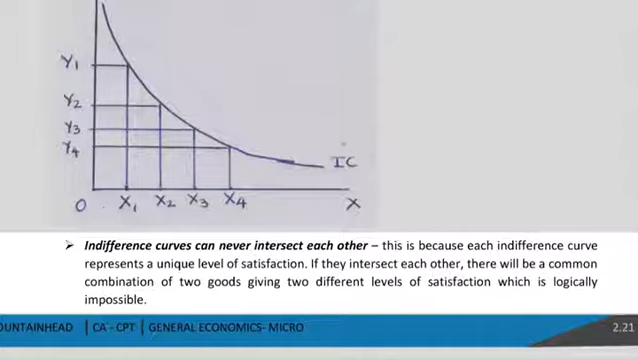 Y1
Y2
Y3
Y4
IC
O X1 X2 X3 X4 X
➢ Indifference curves can never intersect each other – this is because each indifference curve
represents a unique level of satisfaction. If they intersect each other, there will be a common
combination of two goods giving two different levels of satisfaction which is logically
impossible.
OUNTAINHEAD | CA - CPT | GENERAL ECONOMICS- MICRO 2.21